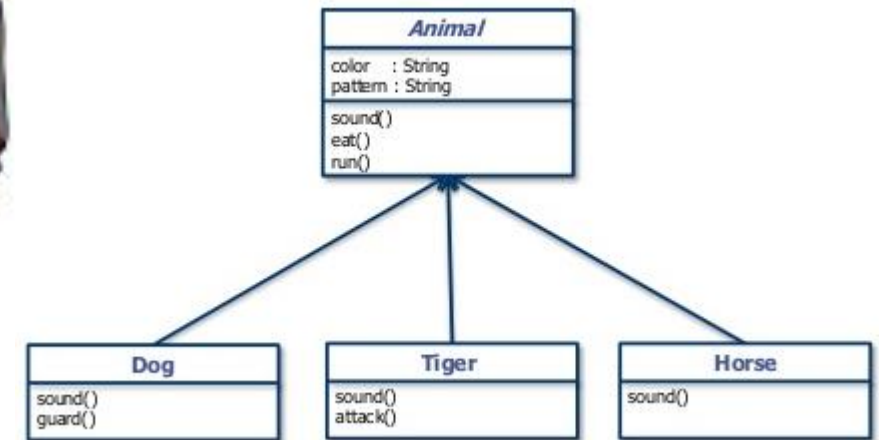 Animal
color : String
pattern : String
sound()
eat()
run()
Dog
sound()
guard()
Tiger
sound()
attack()
Horse
sound()